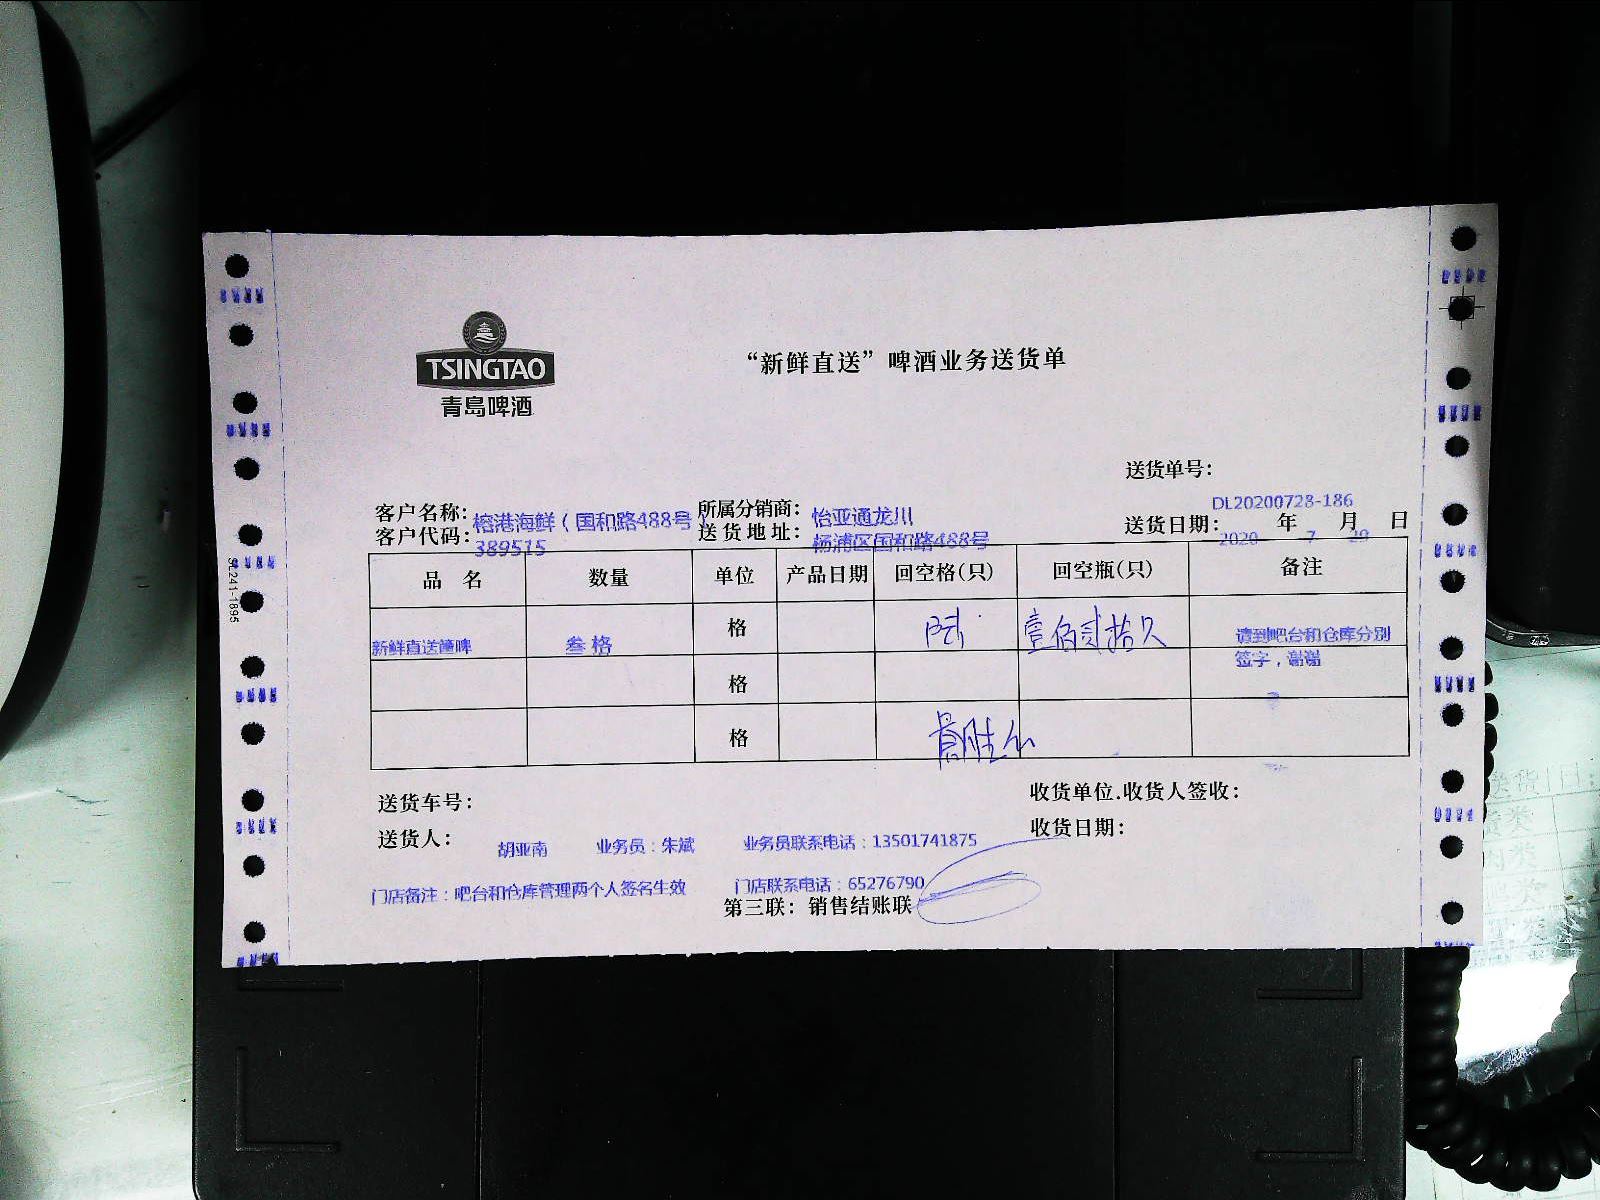 TSINGTAO
青岛啤酒
“新鲜直送”啤酒业务送货单
送货单号：
DL20200728-186
客户名称：榕港海鲜（国和路488号 所属分销商：怡亚通龙川
客户代码：389515 送货地址：杨浦区国和路488号 送货日期：2020年7月29日
品 名 数量 单位 产品日期 回空格(只) 回空瓶(只) 备注
新鲜直送 啤 叁格 格 壹佰贰拾 请到吧台和仓库分别
签字，谢谢
格
格
送货车号： 收货单位.收货人签收：
送货人： 胡亚南 业务员：朱斌 业务员联系电话：13501741875 收货日期：
门店备注：吧台和仓库管理两个人签名生效 门店联系电话：65276790
第三联：销售结账联
SL241-1895